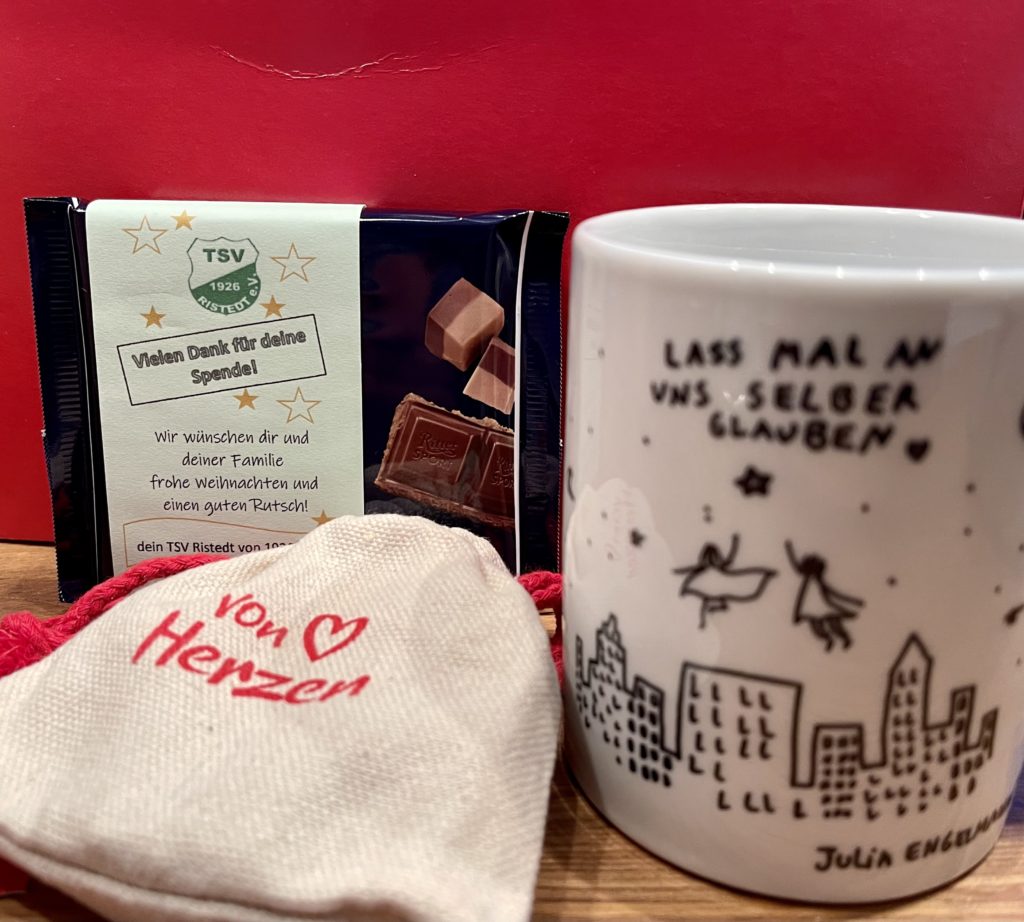 TSV
1926
RISTEDT e.V.
Vielen Dank für deine
Spende!
Wir wünschen dir und
deiner Familie
frohe Weihnachten und
einen guten Rutsch!
dein TSV Ristedt von
Ritter
SPORT
von
Herzen
LASS MAL AN
UNS SELBER
GLAUBEN
JULIA